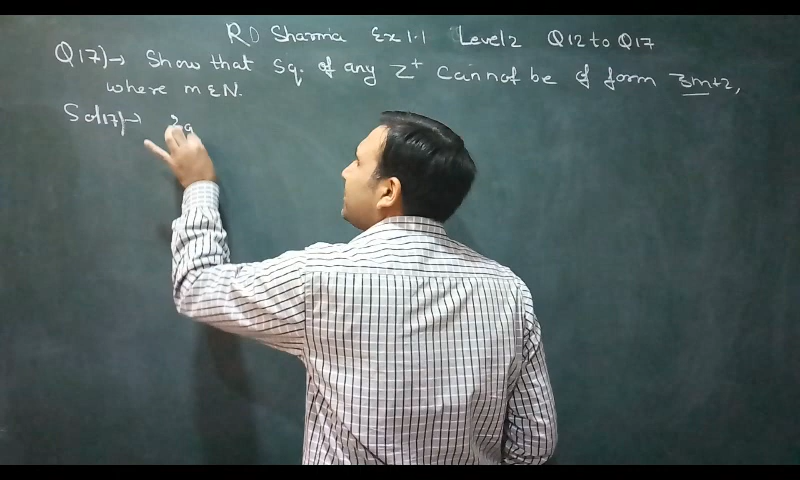 RD Sharma Ex 1.1 Level 2 Q12 to Q17
Q17)→ Show that Sq. of any Z⁺ cannot be of form 3m+2,
where m ε N.
Sol17)→